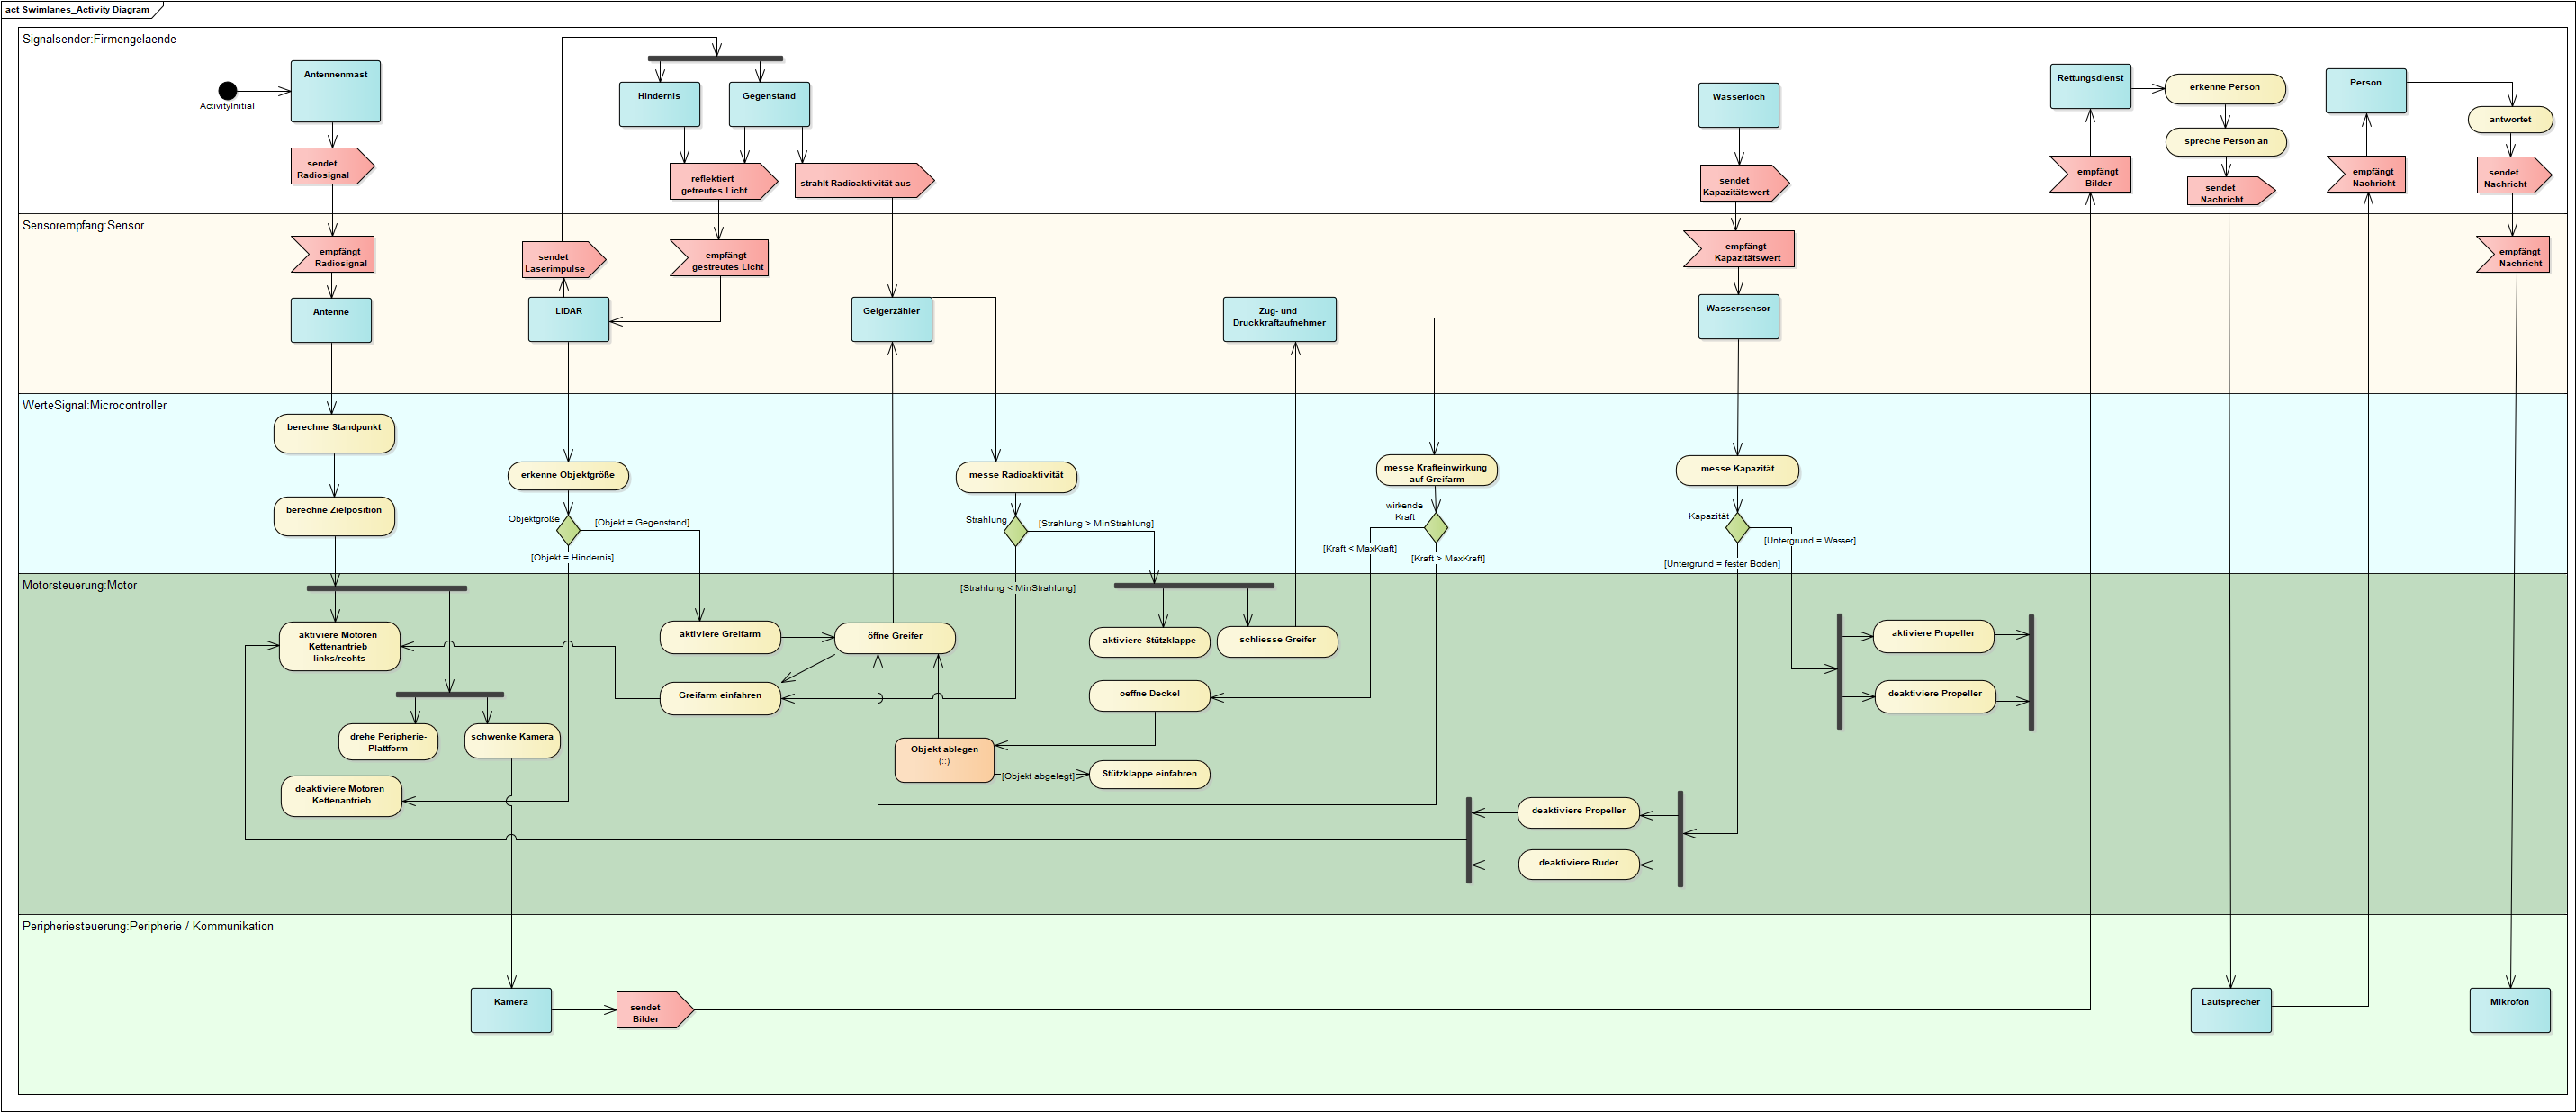 act Swimlanes_Activity Diagram
Signalsender:Firmengelaende
ActivityInitial
Antennenmast
sendet
Radiosignal
Hindernis
Gegenstand
reflektiert
getreutes Licht
strahlt Radioaktivität aus
Wasserloch
sendet
Kapazitätswert
Rettungsdienst
empfängt
Bilder
erkenne Person
spreche Person an
sendet
Nachricht
Person
empfängt
Nachricht
antwortet
sendet
Nachricht
Sensorempfang:Sensor
empfängt
Radiosignal
Antenne
sendet
Laserimpulse
LIDAR
empfängt
gestreutes Licht
Geigerzähler
Zug- und
Druckkraftaufnehmer
empfängt
Kapazitätswert
Wassersensor
empfängt
Nachricht
WerteSignal:Microcontroller
berechne Standpunkt
berechne Zielposition
erkenne Objektgröße
Objektgröße
[Objekt = Gegenstand]
[Objekt = Hindernis]
messe Radioaktivität
Strahlung
[Strahlung > MinStrahlung]
[Strahlung < MinStrahlung]
messe Krafteinwirkung
auf Greifarm
wirkende
Kraft
[Kraft < MaxKraft]
[Kraft > MaxKraft]
messe Kapazität
Kapazität
[Untergrund = Wasser]
[Untergrund = fester Boden]
Motorsteuerung:Motor
aktiviere Motoren
Kettenantrieb
links/rechts
drehe Peripherie-
Plattform
schwenke Kamera
deaktiviere Motoren
Kettenantrieb
aktiviere Greifarm
öffne Greifer
Greifarm einfahren
Objekt ablegen
(::)
[Objekt abgelegt]
aktiviere Stützklappe
schliesse Greifer
oeffne Deckel
Stützklappe einfahren
deaktiviere Propeller
deaktiviere Ruder
aktiviere Propeller
deaktiviere Propeller
Peripheriesteuerung:Peripherie / Kommunikation
Kamera
sendet
Bilder
Lautsprecher
Mikrofon